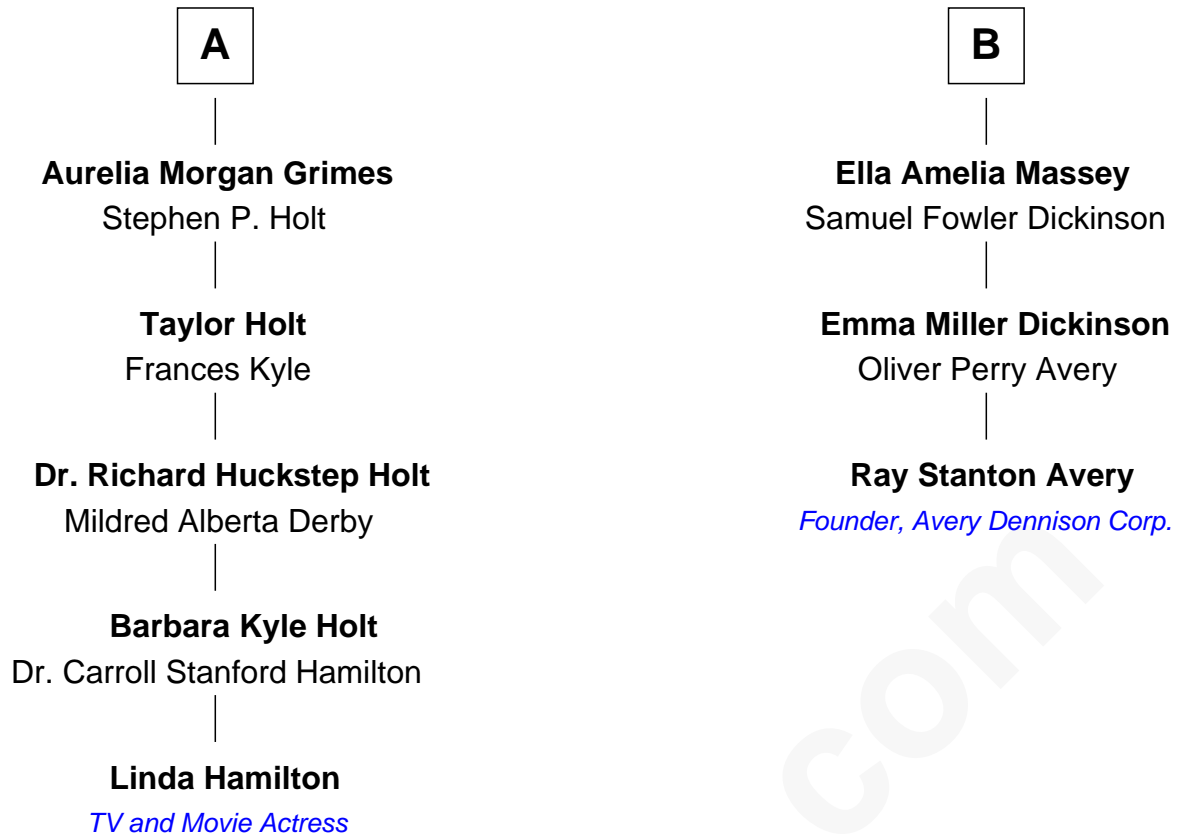 A
Aurelia Morgan Grimes
Stephen P. Holt
Taylor Holt
Frances Kyle
Dr. Richard Huckstep Holt
Mildred Alberta Derby
Barbara Kyle Holt
Dr. Carroll Stanford Hamilton
Linda Hamilton
TV and Movie Actress
B
Ella Amelia Massey
Samuel Fowler Dickinson
Emma Miller Dickinson
Oliver Perry Avery
Ray Stanton Avery
Founder, Avery Dennison Corp.
com